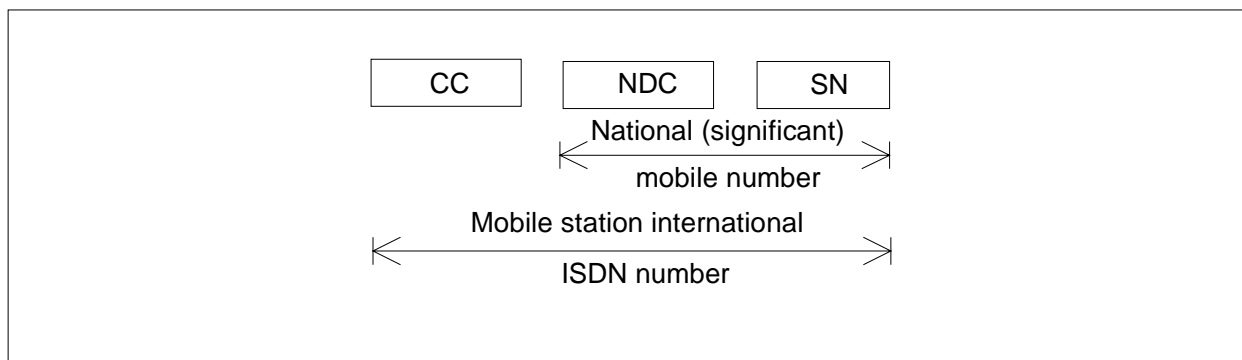 CC NDC SN
National (significant)
mobile number
Mobile station international
ISDN number